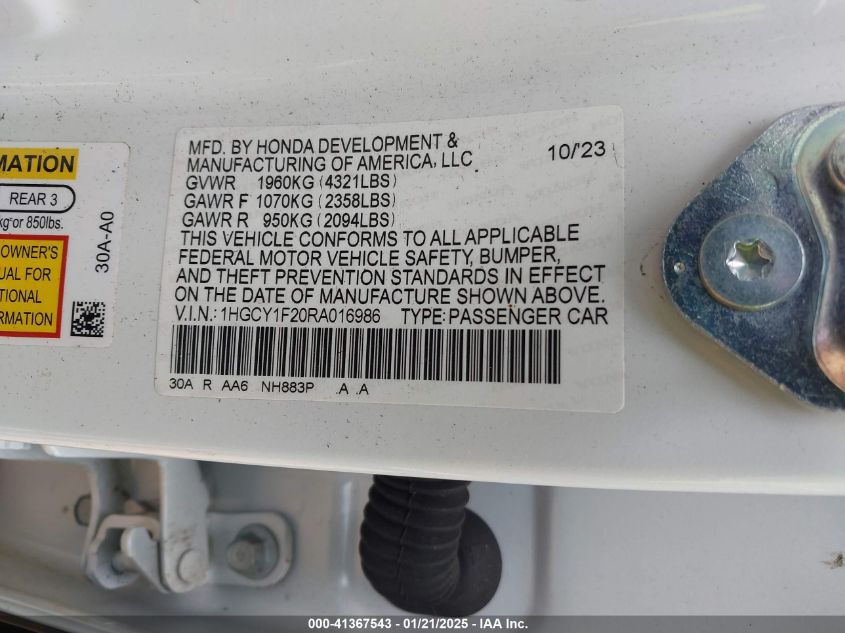 MATION
REAR 3
kg or 850lbs.
OWNER'S
UAL FOR
TIONAL
ATION
30A-A0
MFD. BY HONDA DEVELOPMENT & 10/'23
MANUFACTURING OF AMERICA, LLC
GVWR 1960KG (4321LBS)
GAWR F 1070KG (2358LBS)
GAWR R 950KG (2094LBS)
THIS VEHICLE CONFORMS TO ALL APPLICABLE
FEDERAL MOTOR VEHICLE SAFETY, BUMPER,
AND THEFT PREVENTION STANDARDS IN EFFECT
ON THE DATE OF MANUFACTURE SHOWN ABOVE.
V.I.N.: 1HGCY1F20RA016986 TYPE: PASSENGER CAR
30A R AA6 NH883P .A .A
000-41367543 - 01/21/2025 - IAA Inc.